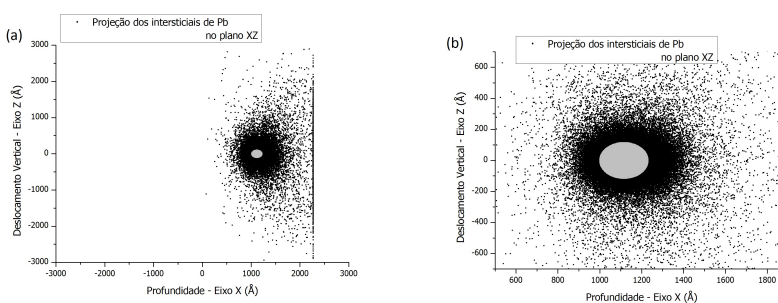 (a)
Projeção dos intersticiais de Pb
no plano XZ
3000
2000
1000
0
-1000
-2000
-3000
-3000 -2000 -1000 0 1000 2000 3000
Deslocamento Vertical - Eixo Z (Å)
Profundidade - Eixo X (Å)
(b)
Projeção dos intersticiais de Pb
no plano XZ
600
400
200
0
-200
-400
-600
600 800 1000 1200 1400 1600 1800
Deslocamento Vertical - Eixo Z (Å)
Profundidade - Eixo X (Å)